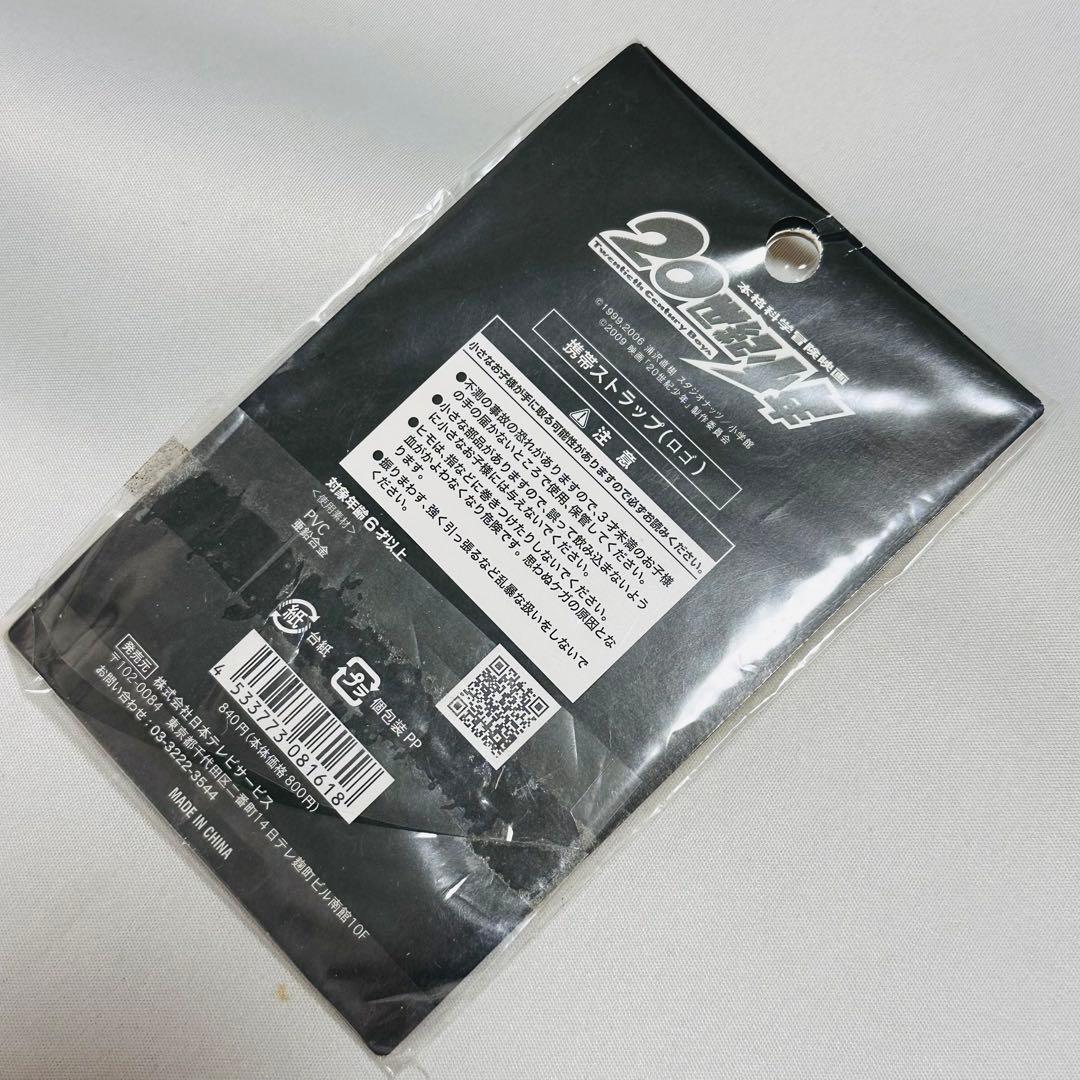 本格科学冒険映画
20世紀少年
Twentieth Century Boys
©1999,2006 浦沢直樹 スタジオナッツ/小学館
©2009 映画「20世紀少年」製作委員会
携帯ストラップ(ロゴ)
⚠注意
小さなお子様が手に取る可能性がありますので必ずお読みください。
●不測の事故の恐れがありますので、3才未満のお子様
の手の届かないところで使用、保管してください。
●小さな部品がありますので、誤って飲み込まないよう
に小さなお子様には与えないでください。
●ヒモは、指などに巻きつけたりしないでください。
血がかよわなくなり危険です。思わぬケガの原因とな
ります。
●振りまわす、強く引っ張るなど乱暴な扱いをしないで
ください。
対象年齢6才以上
<使用素材>
PVC
亜鉛合金
紙 台紙
プラ 個包装 PP
4 533773 081618
840円(本体価格 800円)
発売元 株式会社日本テレビサービス
〒102-0084 東京都千代田区二番町14 日テレ麹町ビル南館10F
お問い合わせ:03-3222-3544
MADE IN CHINA